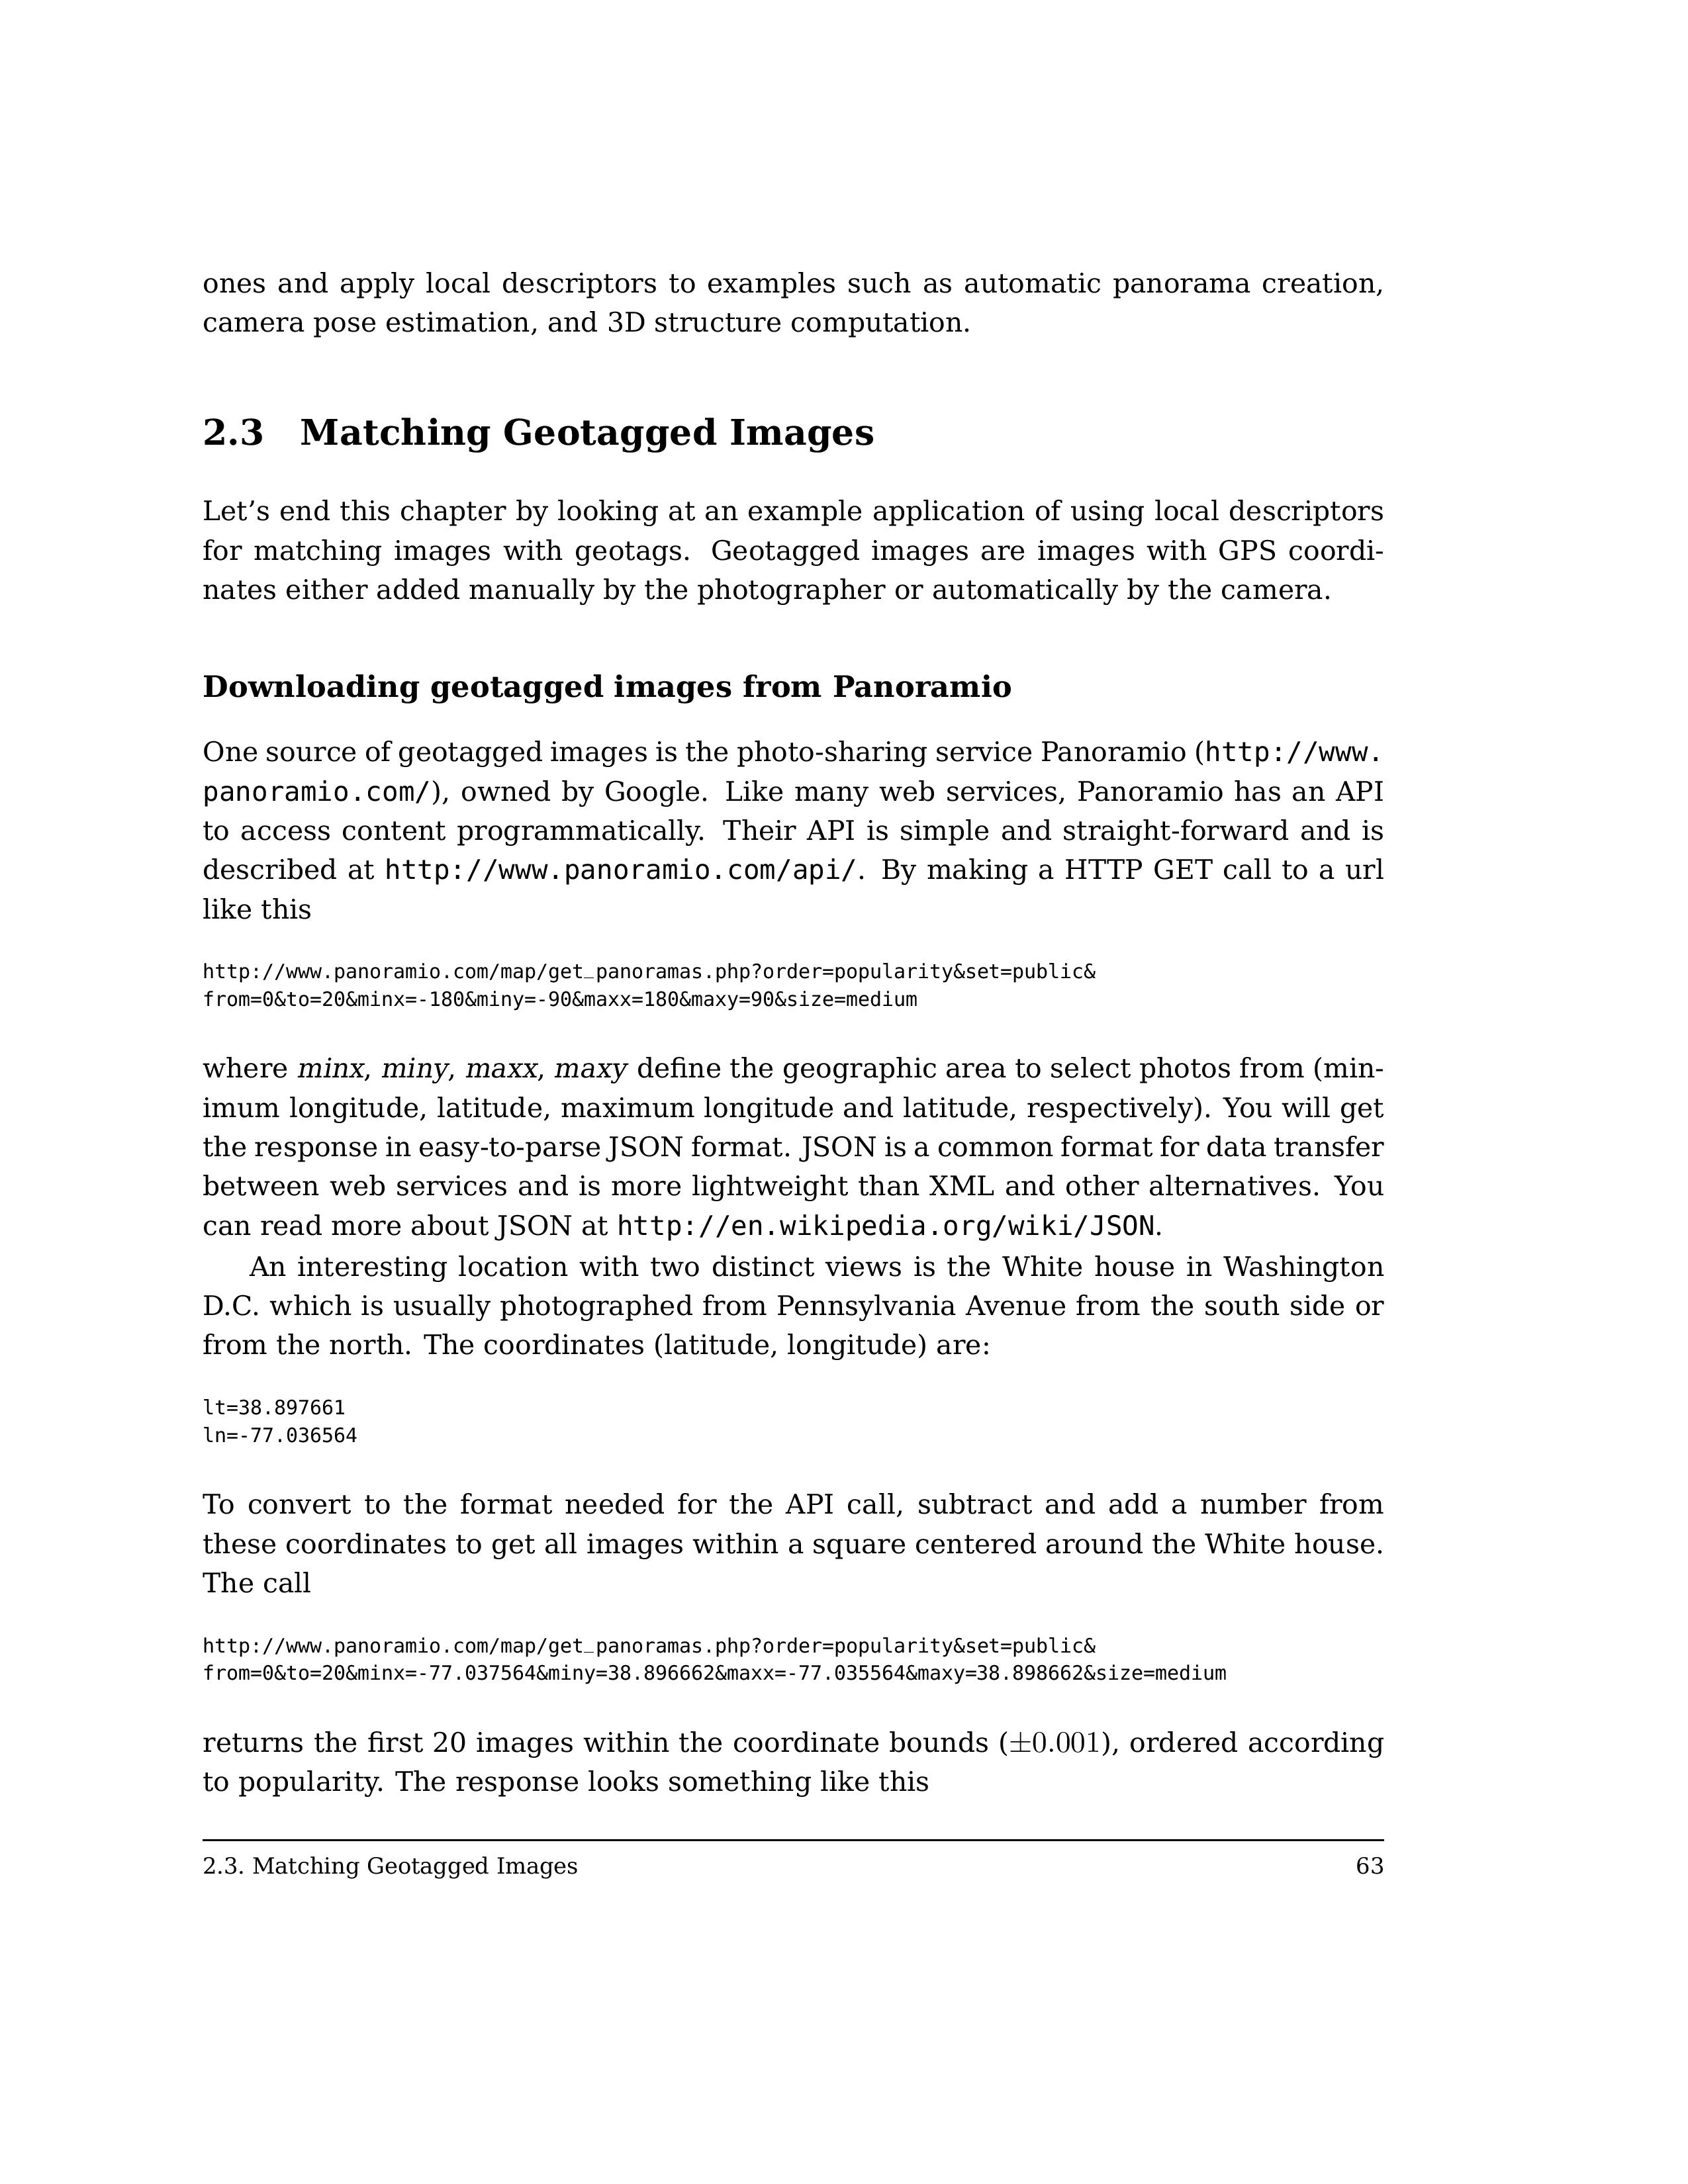 ones and apply local descriptors to examples such as automatic panorama creation,
camera pose estimation, and 3D structure computation.
2.3 Matching Geotagged Images
Let’s end this chapter by looking at an example application of using local descriptors
for matching images with geotags. Geotagged images are images with GPS coordi-
nates either added manually by the photographer or automatically by the camera.
Downloading geotagged images from Panoramio
One source of geotagged images is the photo-sharing service Panoramio (http://www.
panoramio.com/), owned by Google. Like many web services, Panoramio has an API
to access content programmatically. Their API is simple and straight-forward and is
described at http://www.panoramio.com/api/. By making a HTTP GET call to a url
like this
http://www.panoramio.com/map/get_panoramas.php?order=popularity&set=public&
from=0&to=20&minx=-180&miny=-90&maxx=180&maxy=90&size=medium
where minx, miny, maxx, maxy define the geographic area to select photos from (min-
imum longitude, latitude, maximum longitude and latitude, respectively). You will get
the response in easy-to-parse JSON format. JSON is a common format for data transfer
between web services and is more lightweight than XML and other alternatives. You
can read more about JSON at http://en.wikipedia.org/wiki/JSON.
An interesting location with two distinct views is the White house in Washington
D.C. which is usually photographed from Pennsylvania Avenue from the south side or
from the north. The coordinates (latitude, longitude) are:
lt=38.897661
ln=-77.036564
To convert to the format needed for the API call, subtract and add a number from
these coordinates to get all images within a square centered around the White house.
The call
http://www.panoramio.com/map/get_panoramas.php?order=popularity&set=public&
from=0&to=20&minx=-77.037564&miny=38.896662&maxx=-77.035564&maxy=38.898662&size=medium
returns the first 20 images within the coordinate bounds (±0.001), ordered according
to popularity. The response looks something like this
2.3. Matching Geotagged Images 63